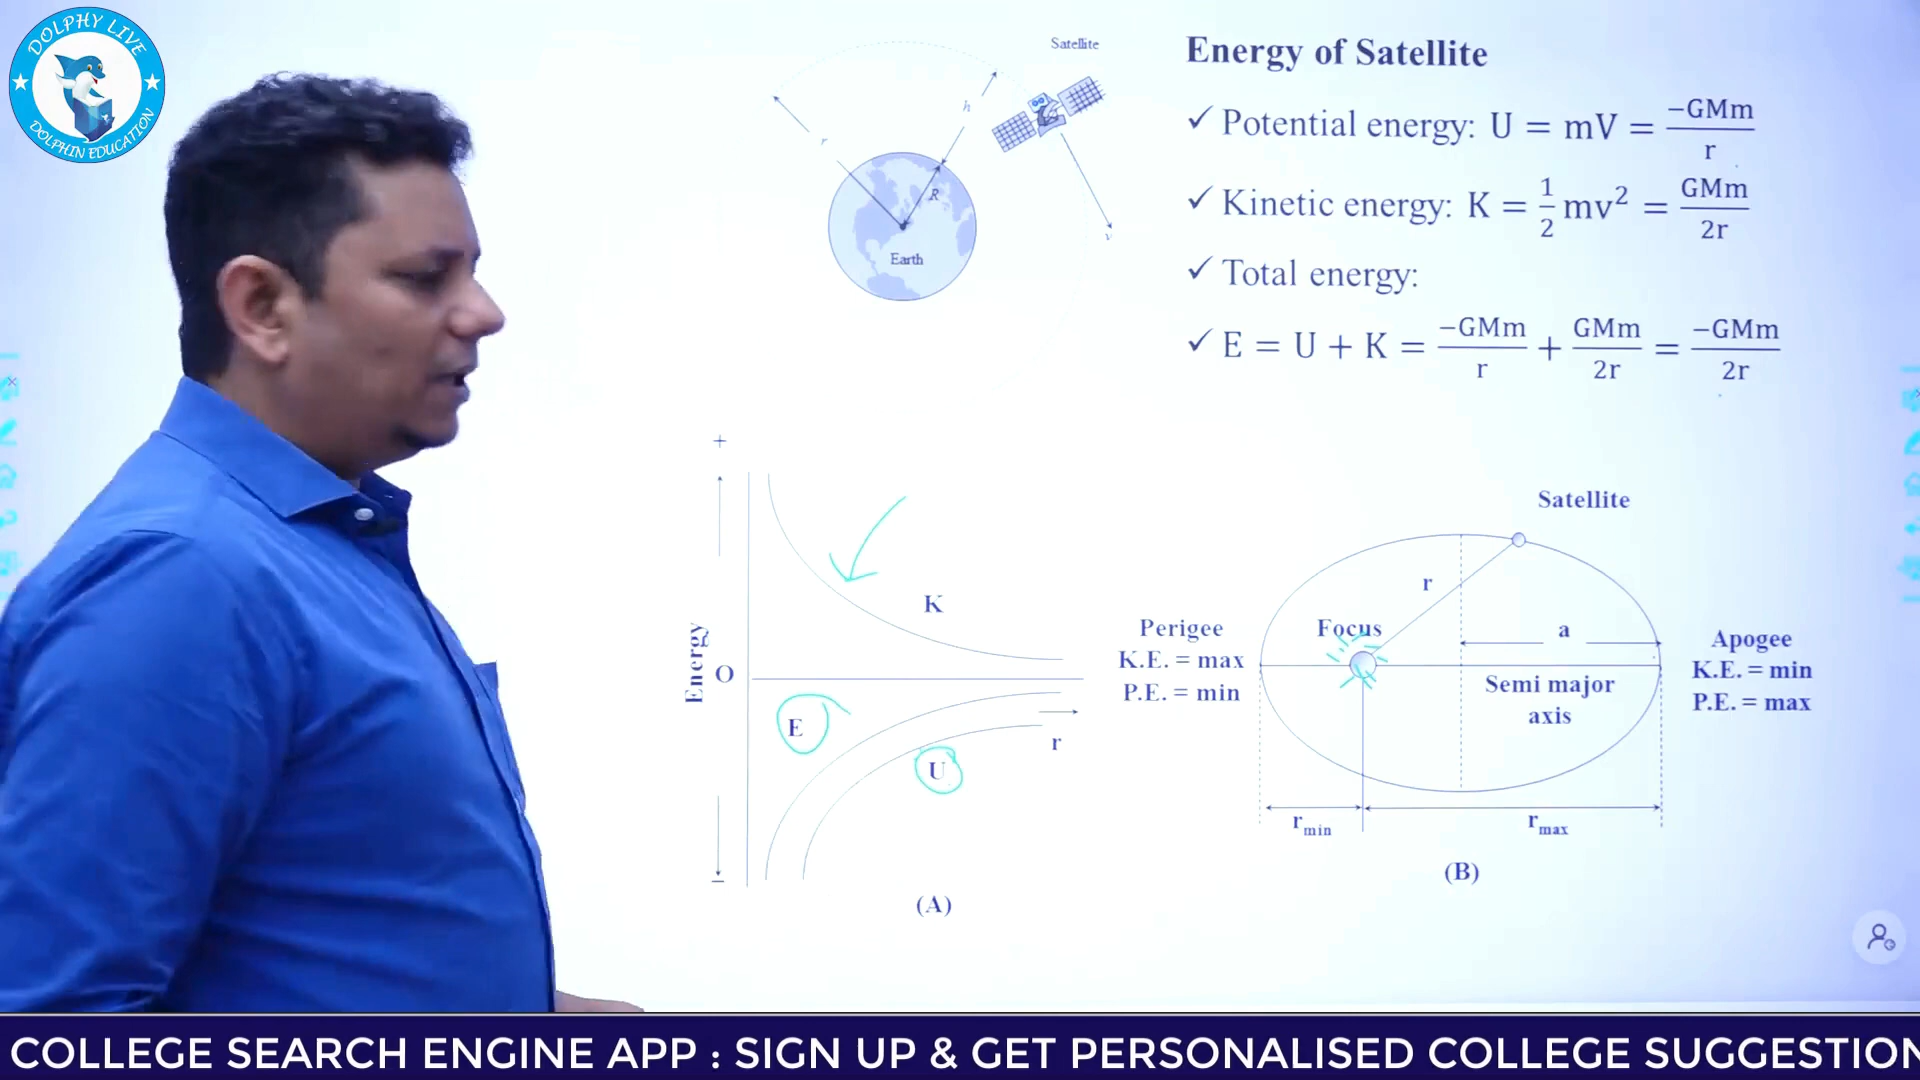 DOLPHY LIVE
DOLPHIN EDUCATION
Satellite
h
r
R
Earth
v
Energy of Satellite
✓ Potential energy: U = mV = −GMm/r
✓ Kinetic energy: K = 1/2 mv² = GMm/2r
✓ Total energy:
✓ E = U + K = −GMm/r + GMm/2r = −GMm/2r
+
Energy
O
K
E
U
r
−
(A)
Satellite
r
a
Focus
Perigee
K.E. = max
P.E. = min
Semi major
axis
Apogee
K.E. = min
P.E. = max
rmin
rmax
(B)
COLLEGE SEARCH ENGINE APP : SIGN UP & GET PERSONALISED COLLEGE SUGGESTION